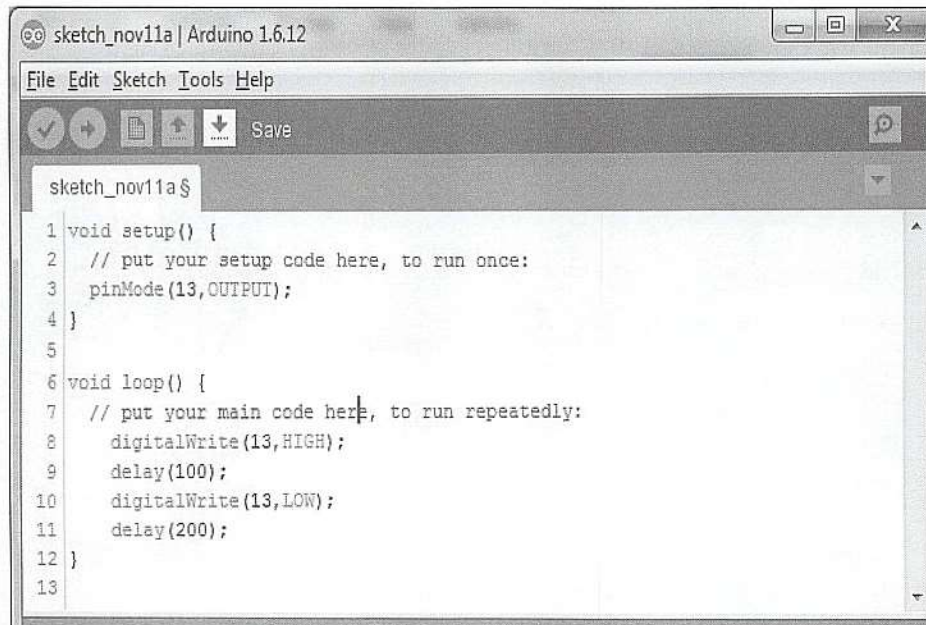 sketch_nov11a | Arduino 1.6.12
File Edit Sketch Tools Help
Save
sketch_nov11a §
1 void setup() {
2 // put your setup code here, to run once:
3 pinMode(13,OUTPUT);
4 }
5
6 void loop() {
7 // put your main code here, to run repeatedly:
8 digitalWrite(13,HIGH);
9 delay(100);
10 digitalWrite(13,LOW);
11 delay(200);
12 }
13